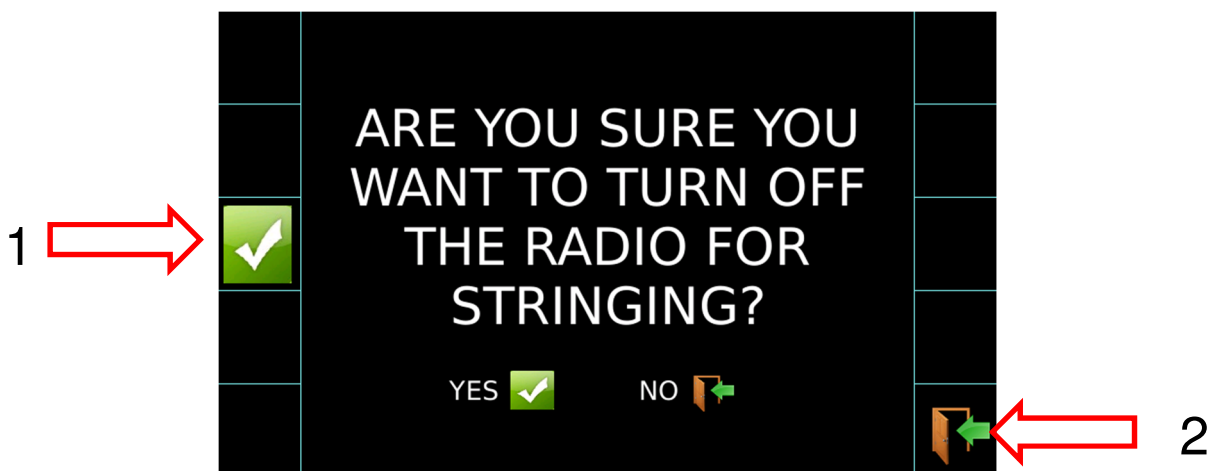 ARE YOU SURE YOU
WANT TO TURN OFF
THE RADIO FOR
STRINGING?
1
YES NO
2